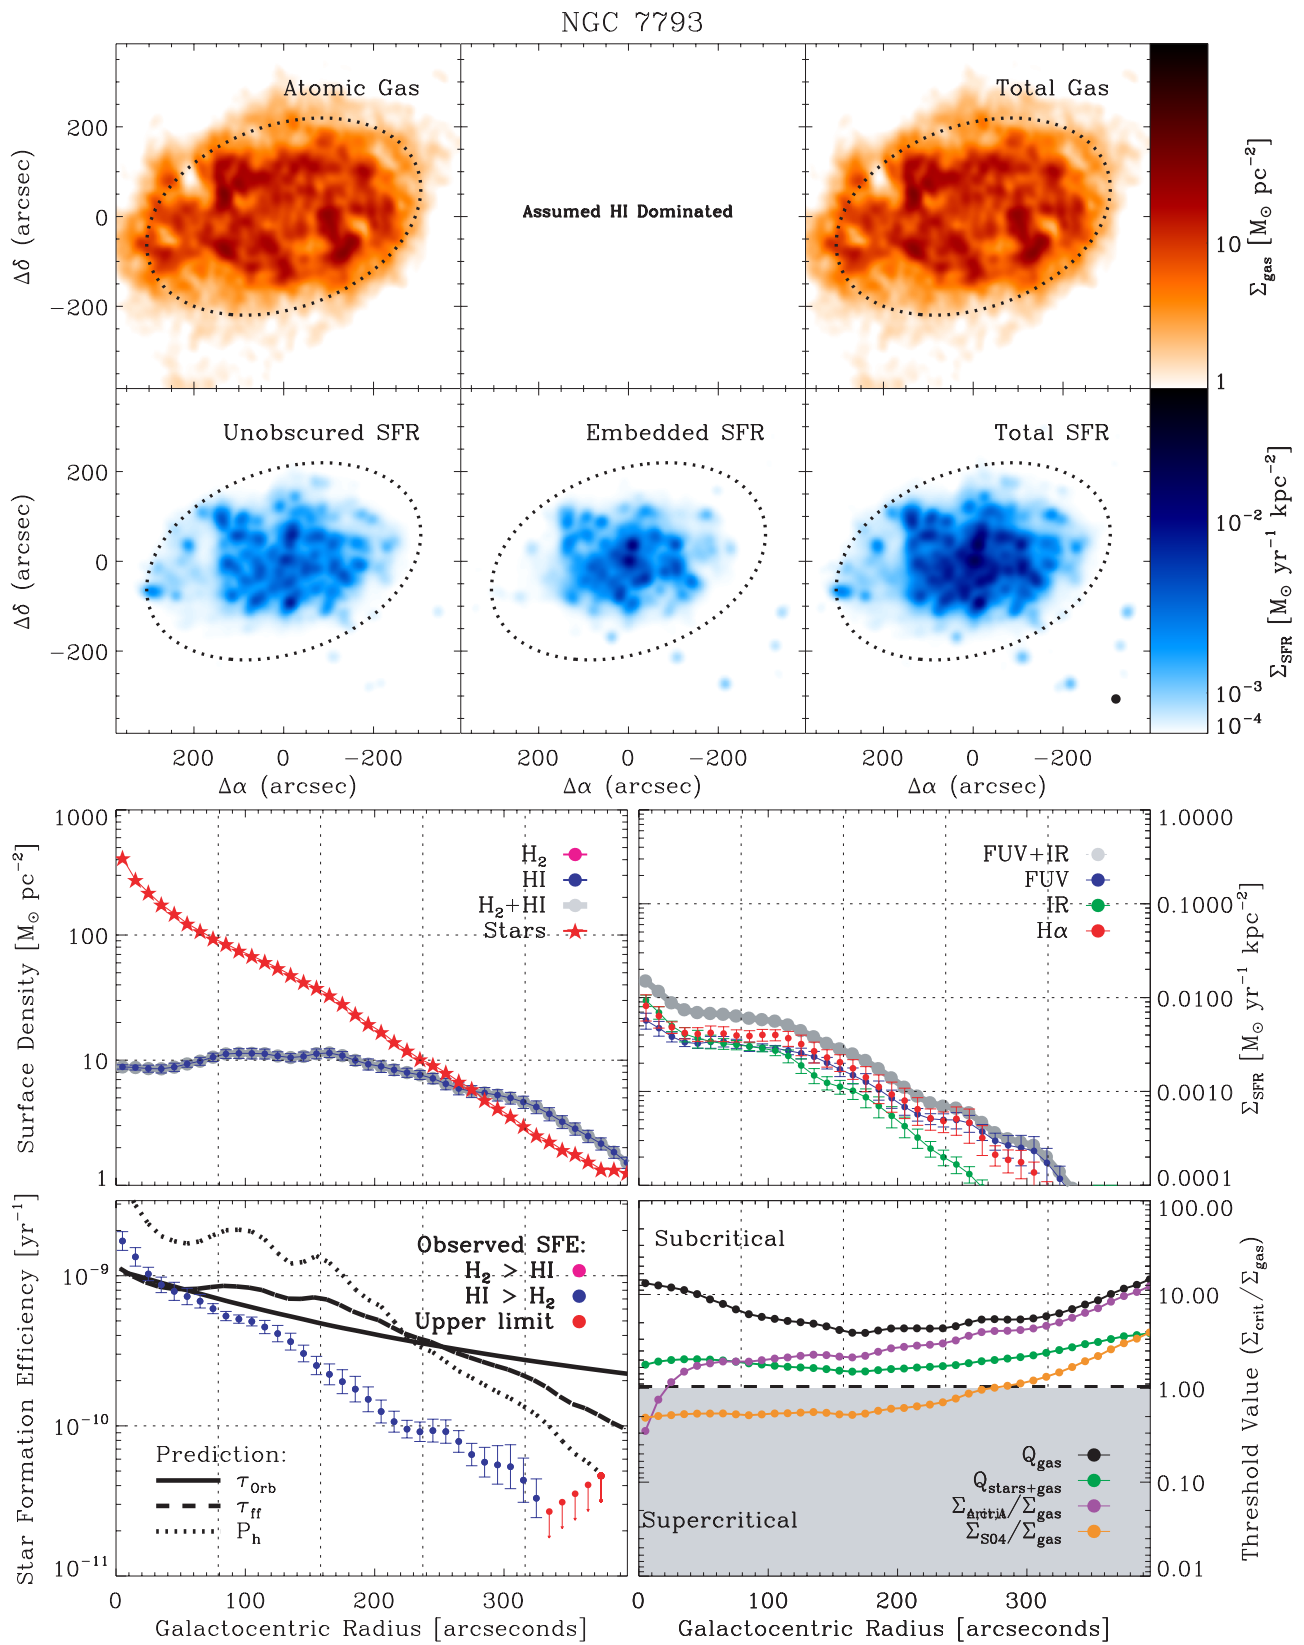 NGC 7793
Atomic Gas
Assumed HI Dominated
Total Gas
200
0
−200
Δδ (arcsec)
10
1
Σgas [M⊙ pc−2]
Unobscured SFR
Embedded SFR
Total SFR
200
0
−200
Δδ (arcsec)
10−2
10−3
10−4
ΣSFR [M⊙ yr−1 kpc−2]
200 0 −200
200 0 −200
200 0 −200
Δα (arcsec)
Δα (arcsec)
Δα (arcsec)
1000
100
10
1
Surface Density [M⊙ pc−2]
H2
HI
H2+HI
Stars
FUV+IR
FUV
IR
Hα
1.0000
0.1000
0.0100
0.0010
0.0001
ΣSFR [M⊙ yr−1 kpc−2]
10−9
10−10
10−11
Star Formation Efficiency [yr−1]
Observed SFE:
H2 > HI
HI > H2
Upper limit
Prediction:
τOrb
τff
Ph
0 100 200 300
Galactocentric Radius [arcseconds]
Subcritical
Supercritical
Qgas
Qstars+gas
/Σgas
ΣS04/Σgas
100.00
10.00
1.00
0.10
0.01
Threshold Value (Σcrit/Σgas)
0 100 200 300
Galactocentric Radius [arcseconds]